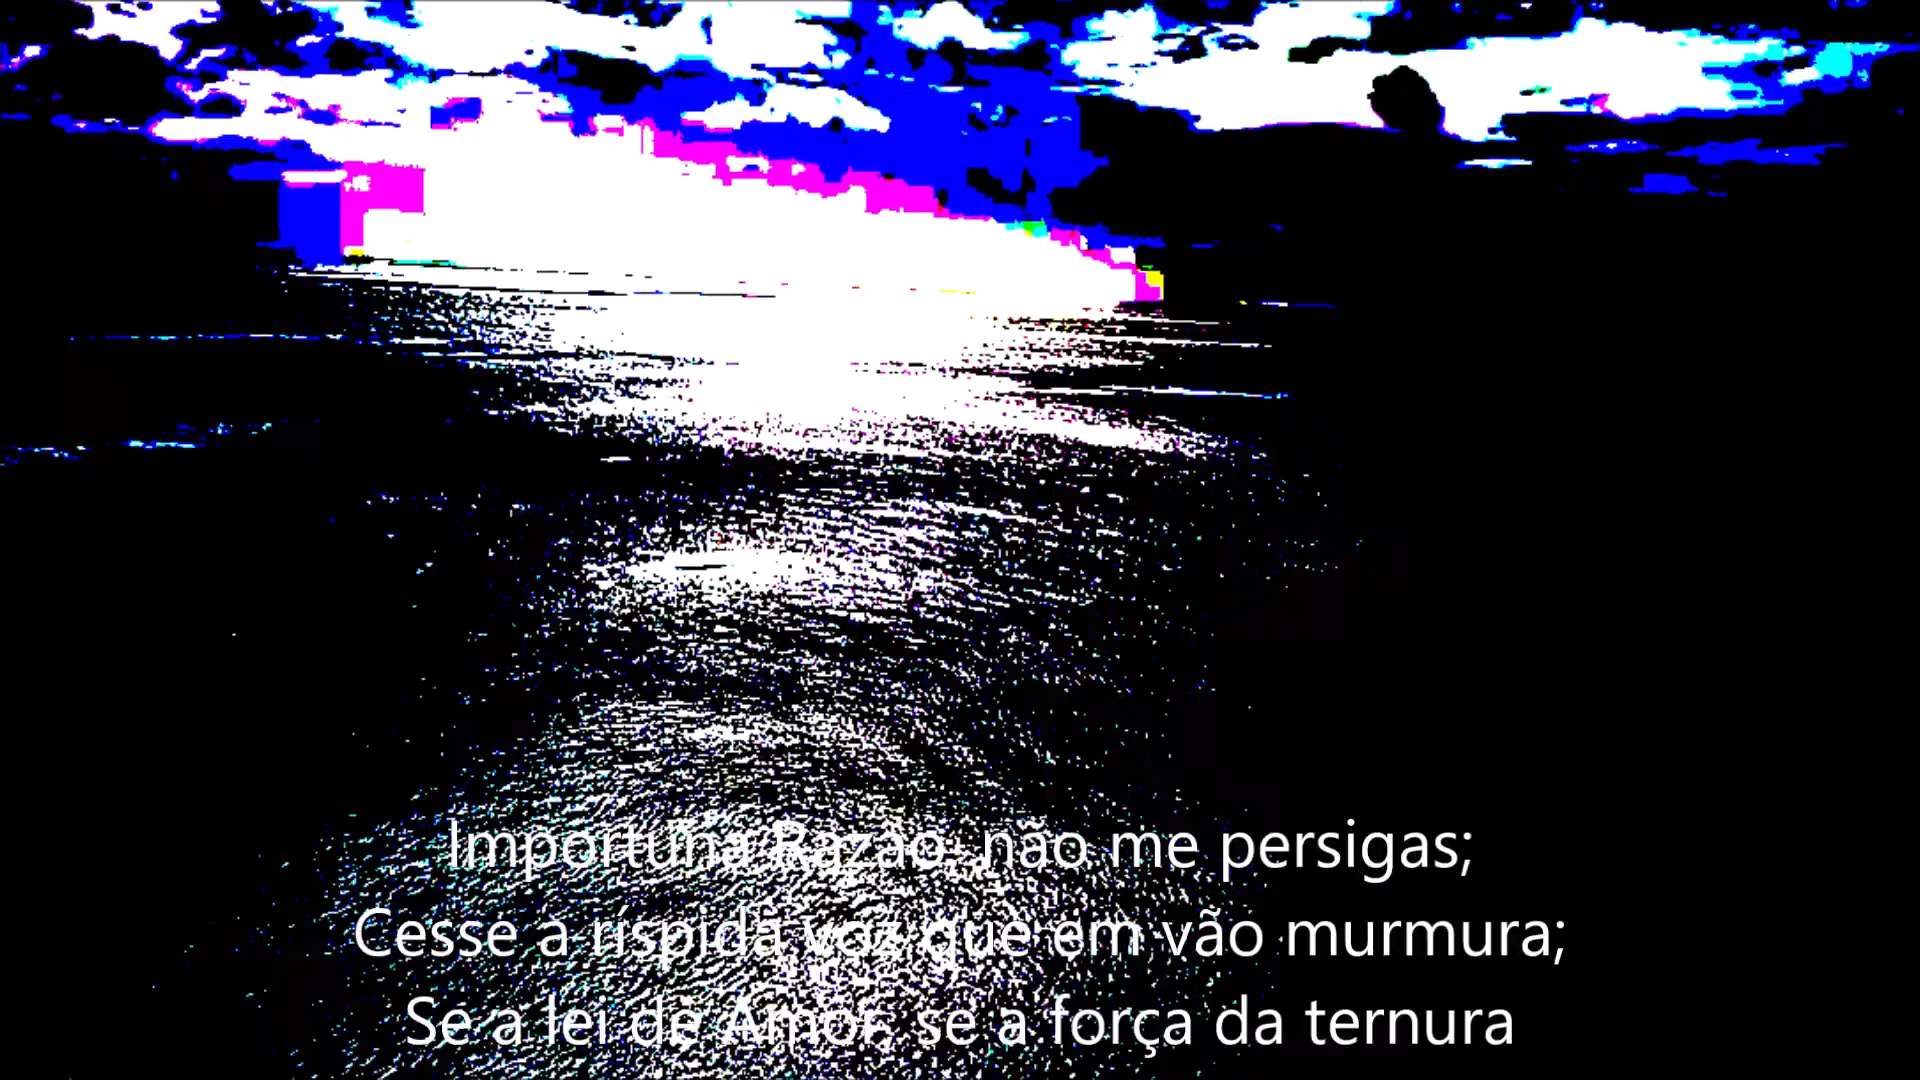 Importuna Razão, não me persigas;
Cesse a ríspida voz que em vão murmura;
Se a lei de Amor, se a força da ternura